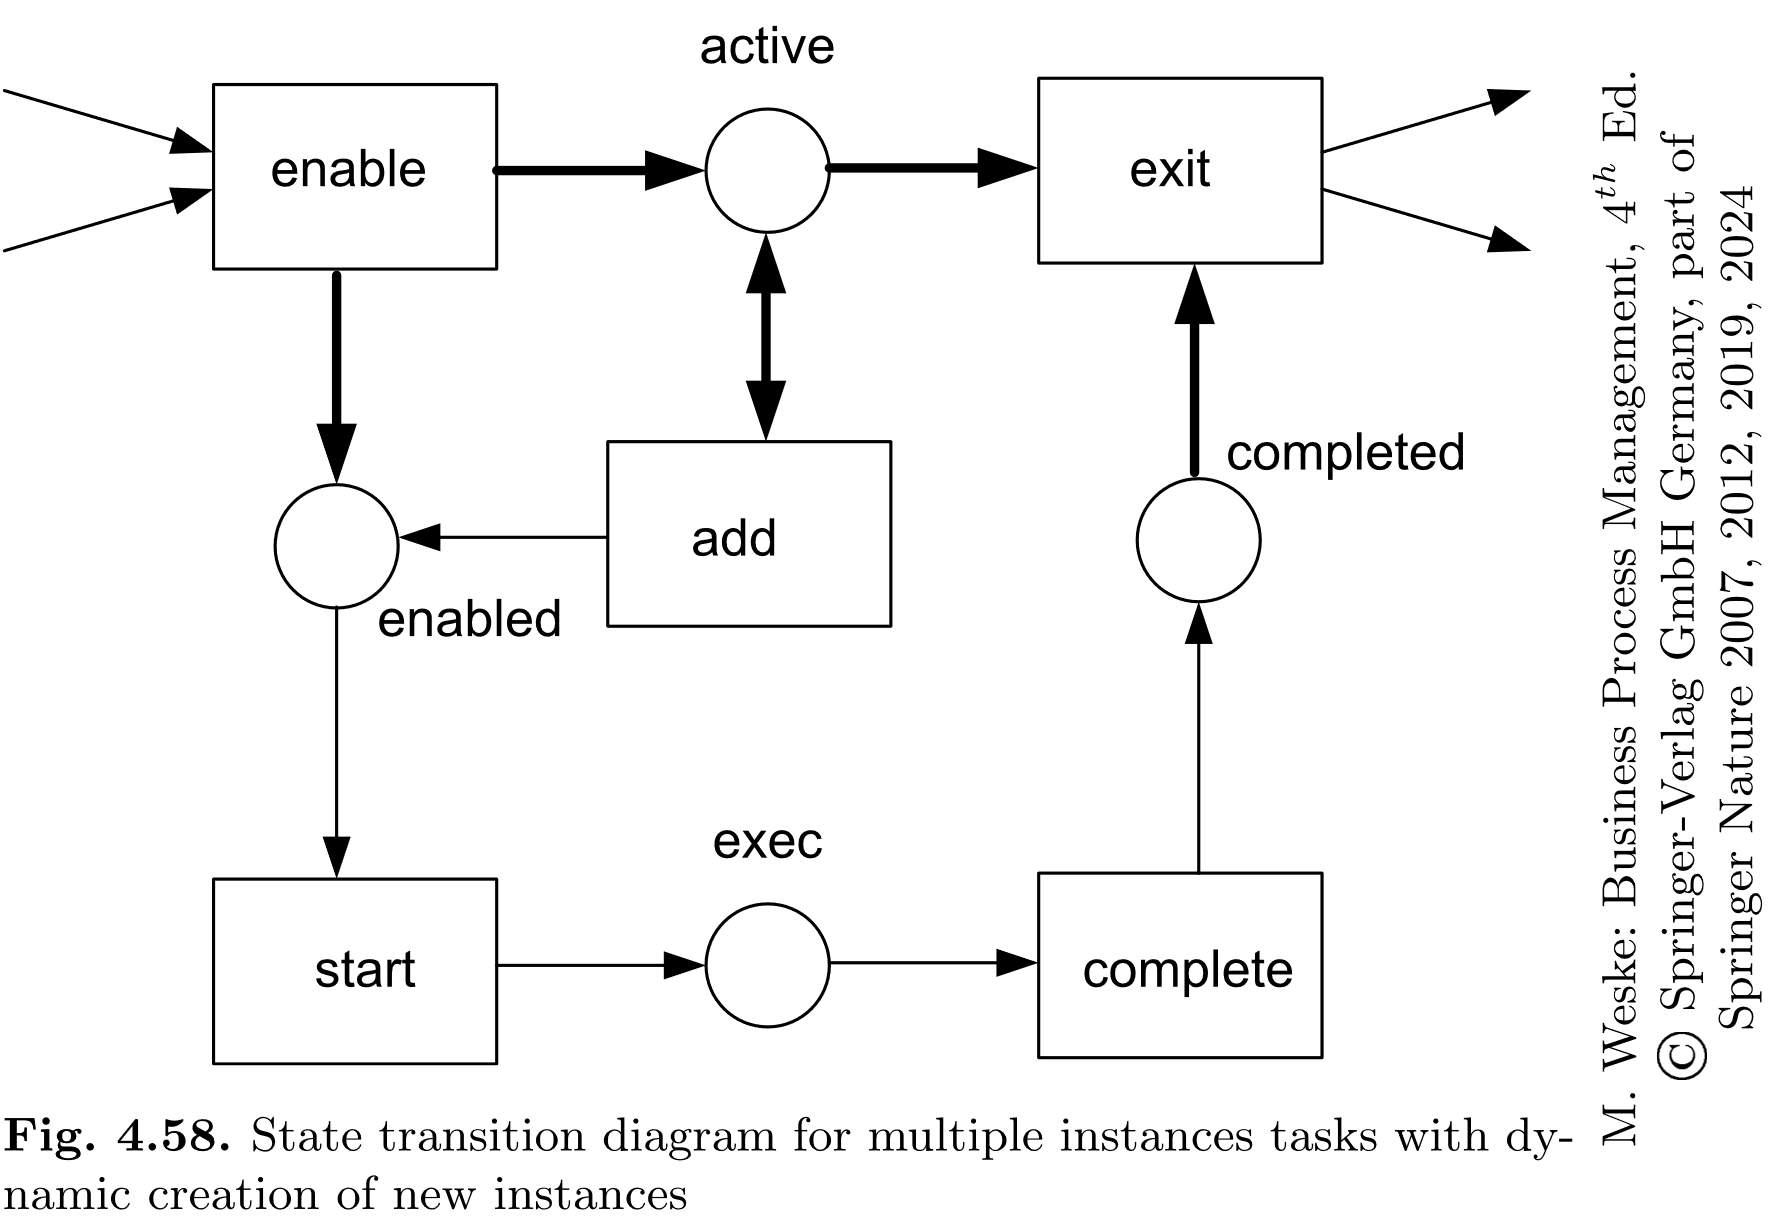 active
enable
exit
completed
add
enabled
exec
start
complete
Fig. 4.58. State transition diagram for multiple instances tasks with dy-
namic creation of new instances
M. Weske: Business Process Management, 4th Ed.
© Springer-Verlag GmbH Germany, part of
Springer Nature 2007, 2012, 2019, 2024